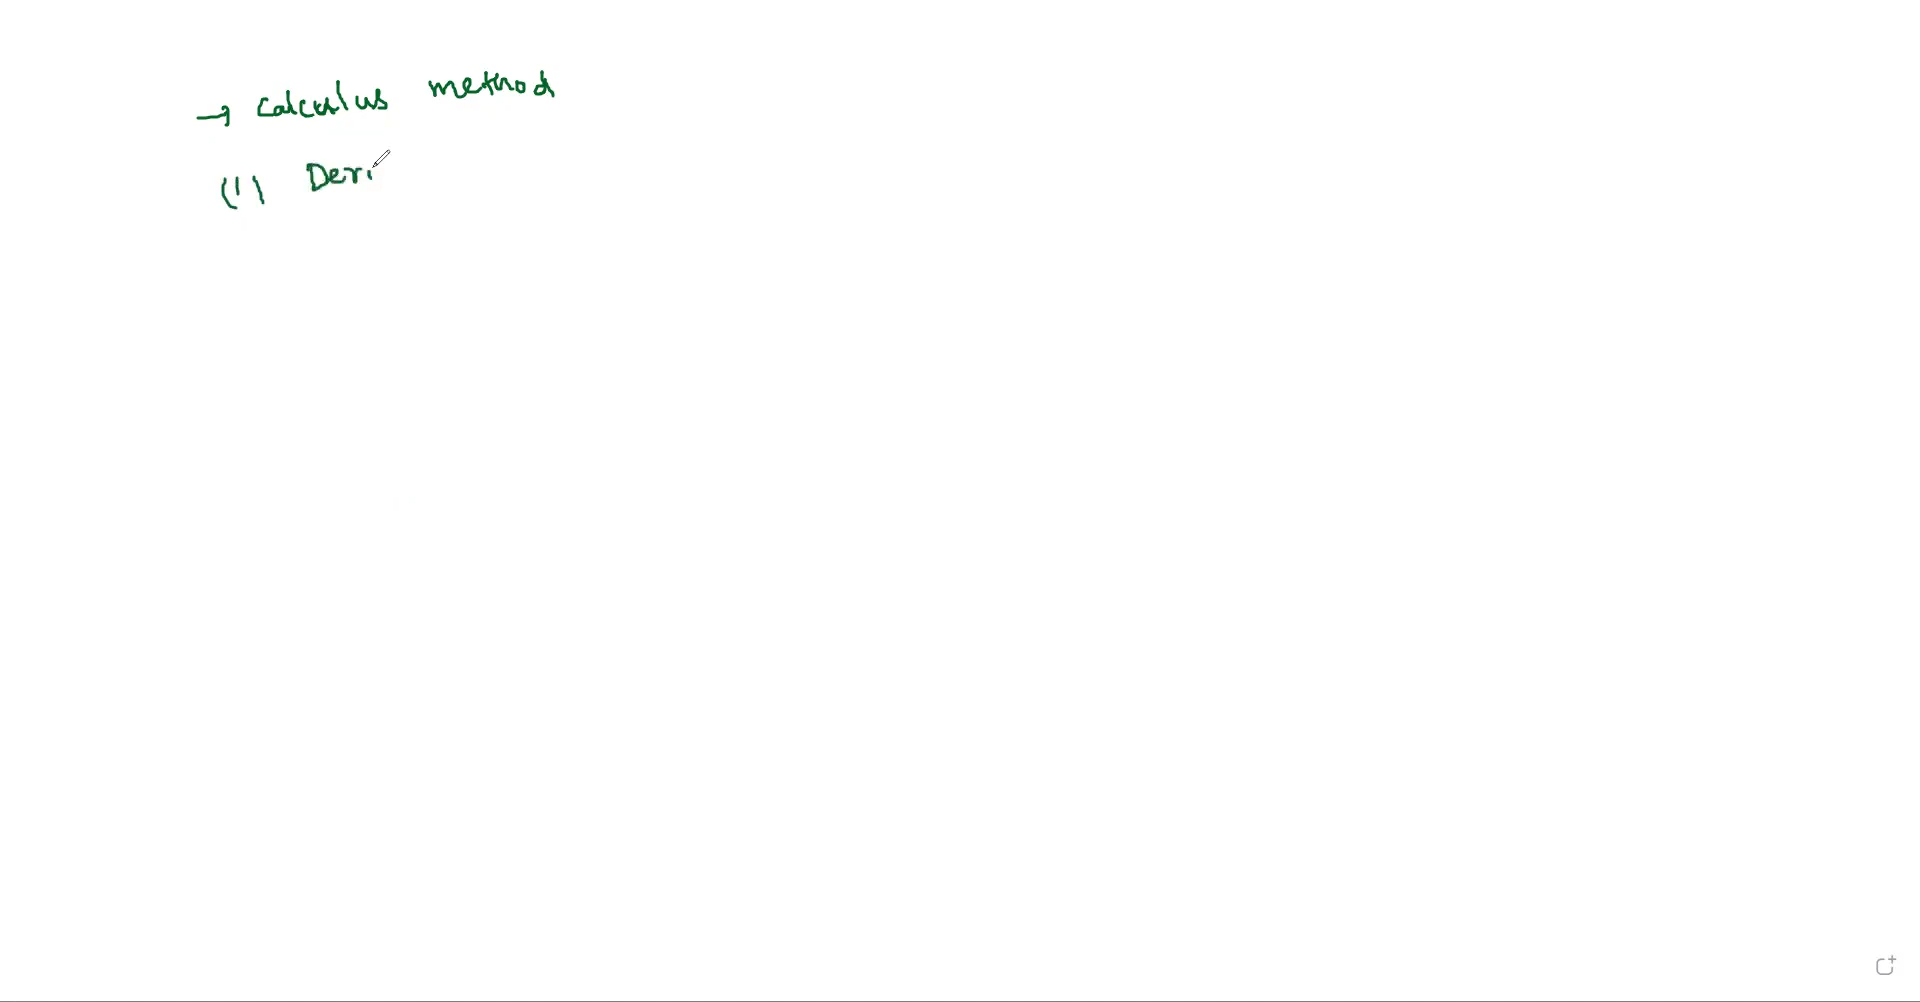 → calculus method
(1) Deri